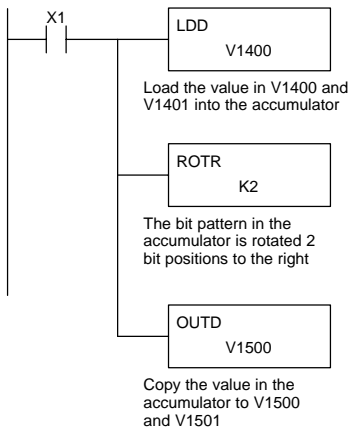 X1
LDD
V1400
Load the value in V1400 and
V1401 into the accumulator
ROTR
K2
The bit pattern in the
accumulator is rotated 2
bit positions to the right
OUTD
V1500
Copy the value in the
accumulator to V1500
and V1501